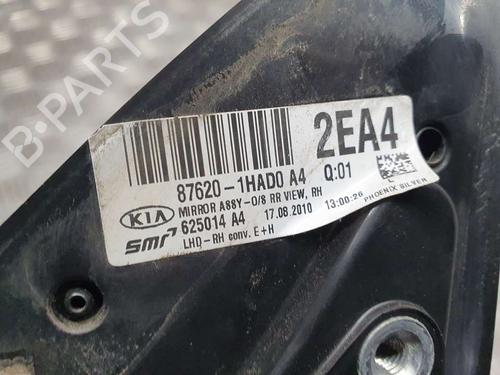 B-PARTS
2EA4
87620-1HAD0 A4 Q:01
KIA
MIRROR ASSY-O/S RR VIEW, RH
625014 A4 17.08.2010 13:00:26 PHOENIX SILVER
SMR
LHD-RH conv. E+H
L